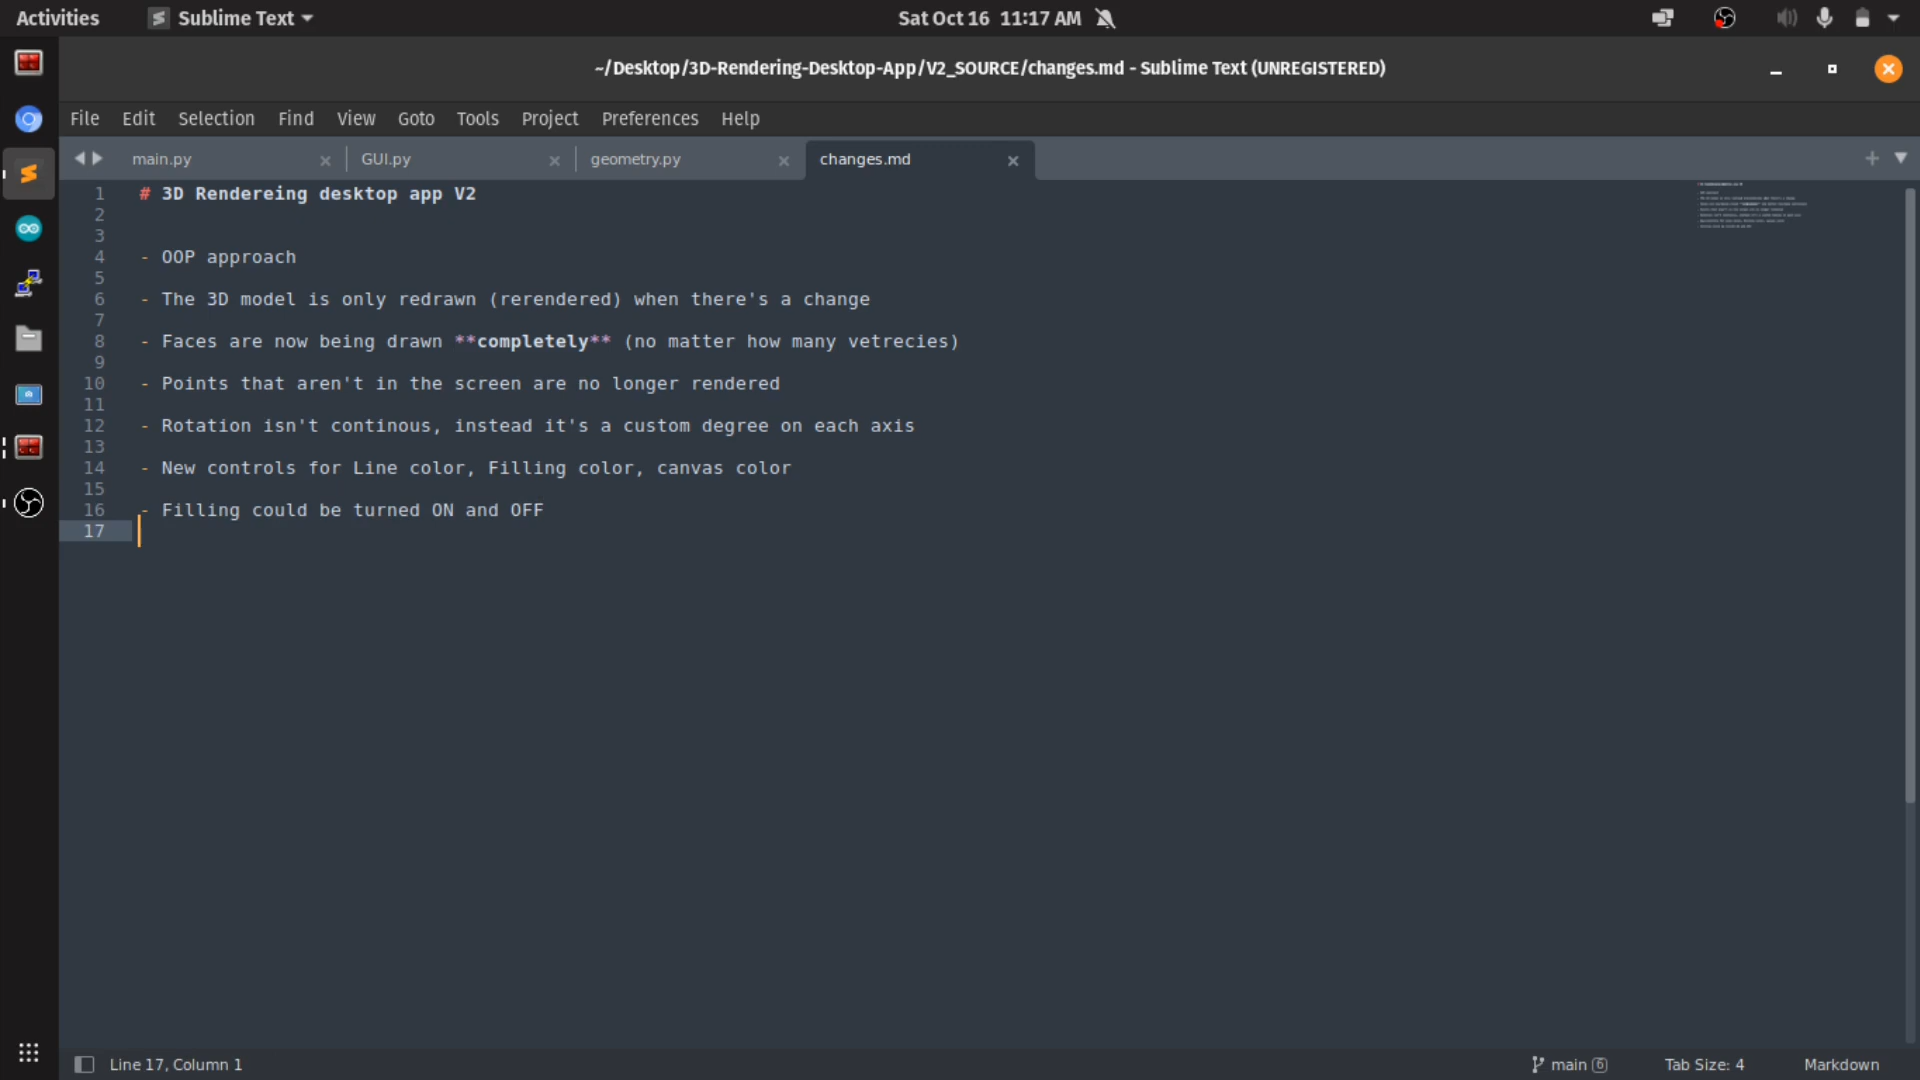 Activities Sublime Text Sat Oct 16 11:17 AM
~/Desktop/3D-Rendering-Desktop-App/V2_SOURCE/changes.md - Sublime Text (UNREGISTERED)
File Edit Selection Find View Goto Tools Project Preferences Help
main.py GUI.py geometry.py changes.md
1 # 3D Rendereing desktop app V2
2
3
4 - OOP approach
5
6 - The 3D model is only redrawn (rerendered) when there's a change
7
8 - Faces are now being drawn **completely** (no matter how many vetrecies)
9
10 - Points that aren't in the screen are no longer rendered
11
12 - Rotation isn't continous, instead it's a custom degree on each axis
13
14 - New controls for Line color, Filling color, canvas color
15
16 - Filling could be turned ON and OFF
17
Line 17, Column 1 main 6 Tab Size: 4 Markdown